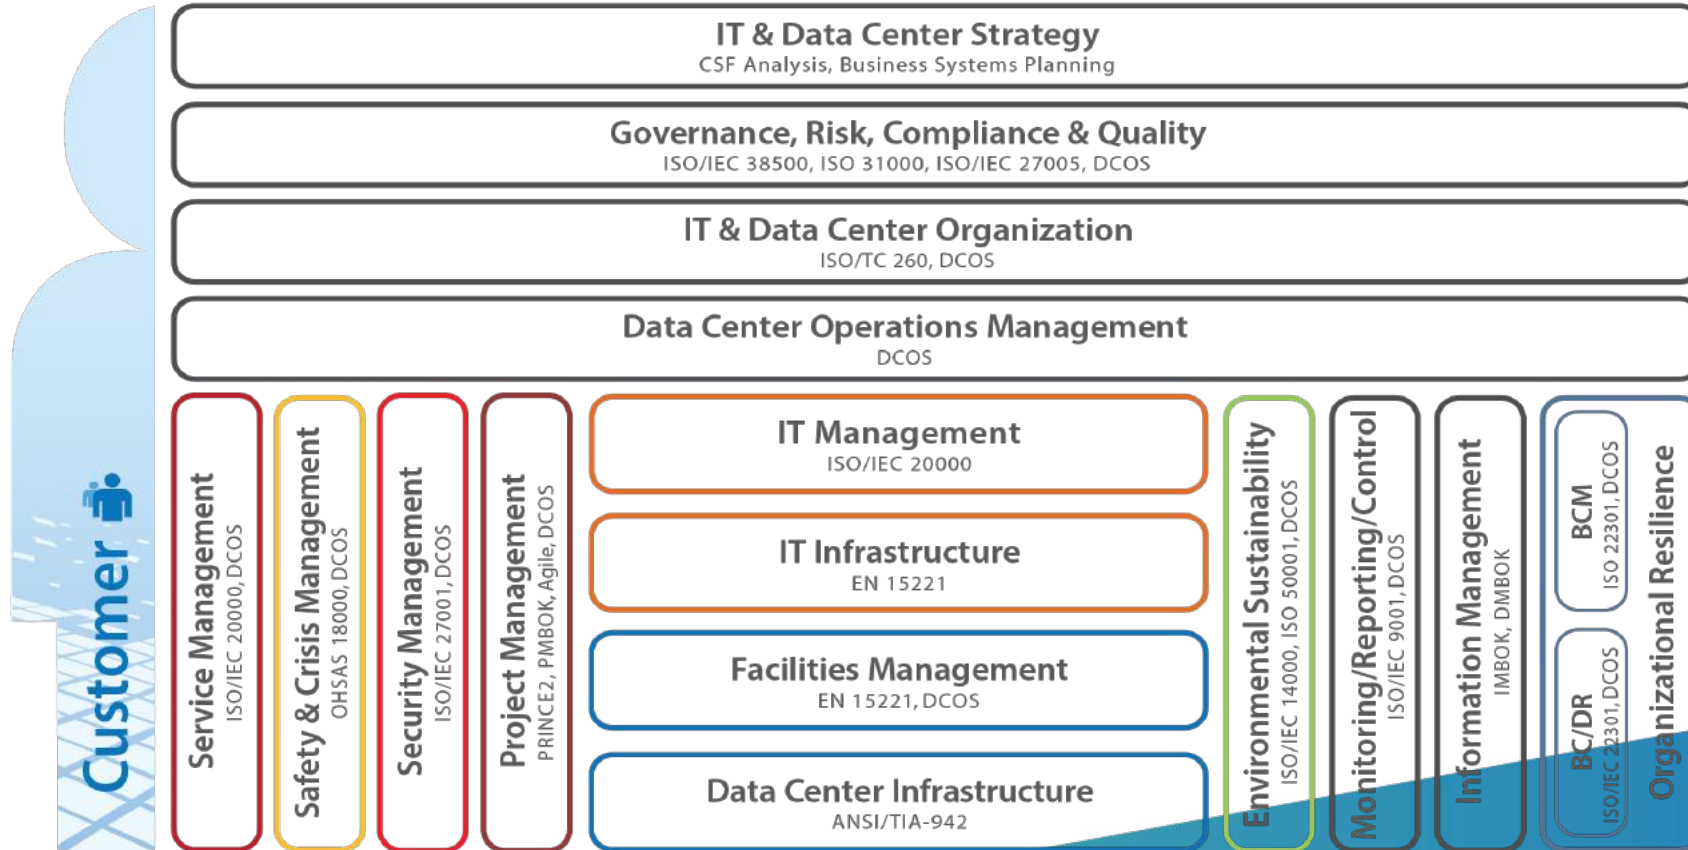 IT & Data Center Strategy
CSF Analysis, Business Systems Planning
Governance, Risk, Compliance & Quality
ISO/IEC 38500, ISO 31000, ISO/IEC 27005, DCOS
IT & Data Center Organization
ISO/TC 260, DCOS
Data Center Operations Management
DCOS
Customer
Service Management
ISO/IEC 20000, DCOS
Safety & Crisis Management
OHSAS 18000, DCOS
Security Management
ISO/IEC 27001, DCOS
Project Management
PRINCE2, PMBOK, Agile, DCOS
IT Management
ISO/IEC 20000
IT Infrastructure
EN 15221
Facilities Management
EN 15221, DCOS
Data Center Infrastructure
ANSI/TIA-942
Environmental Sustainability
ISO/IEC 14000, ISO 50001, DCOS
Monitoring/Reporting/Control
ISO/IEC 9001, DCOS
Information Management
IMBOK, DMBOK
BCM
ISO 22301, DCOS
BC/DR
ISO/IEC 22301, DCOS
Organizational Resilience